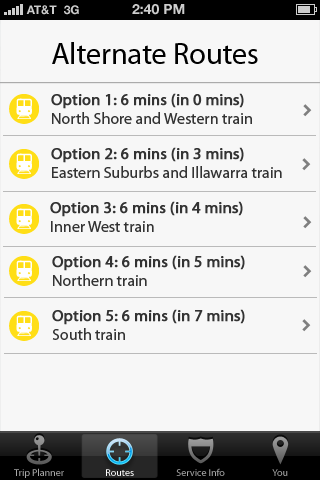 AT&T 3G 2:40 PM
Alternate Routes
Option 1: 6 mins (in 0 mins)
North Shore and Western train
Option 2: 6 mins (in 3 mins)
Eastern Suburbs and Illawarra train
Option 3: 6 mins (in 4 mins)
Inner West train
Option 4: 6 mins (in 5 mins)
Northern train
Option 5: 6 mins (in 7 mins)
South train
Trip Planner Routes Service Info You